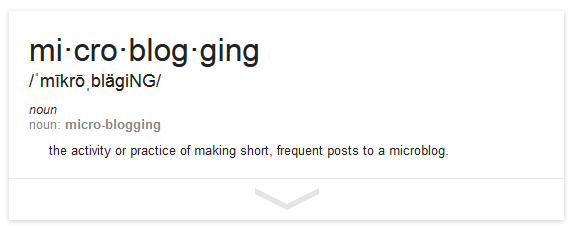 mi·cro·blog·ging
/ˈmīkrōˌblägiNG/
noun
noun: micro-blogging
the activity or practice of making short, frequent posts to a microblog.